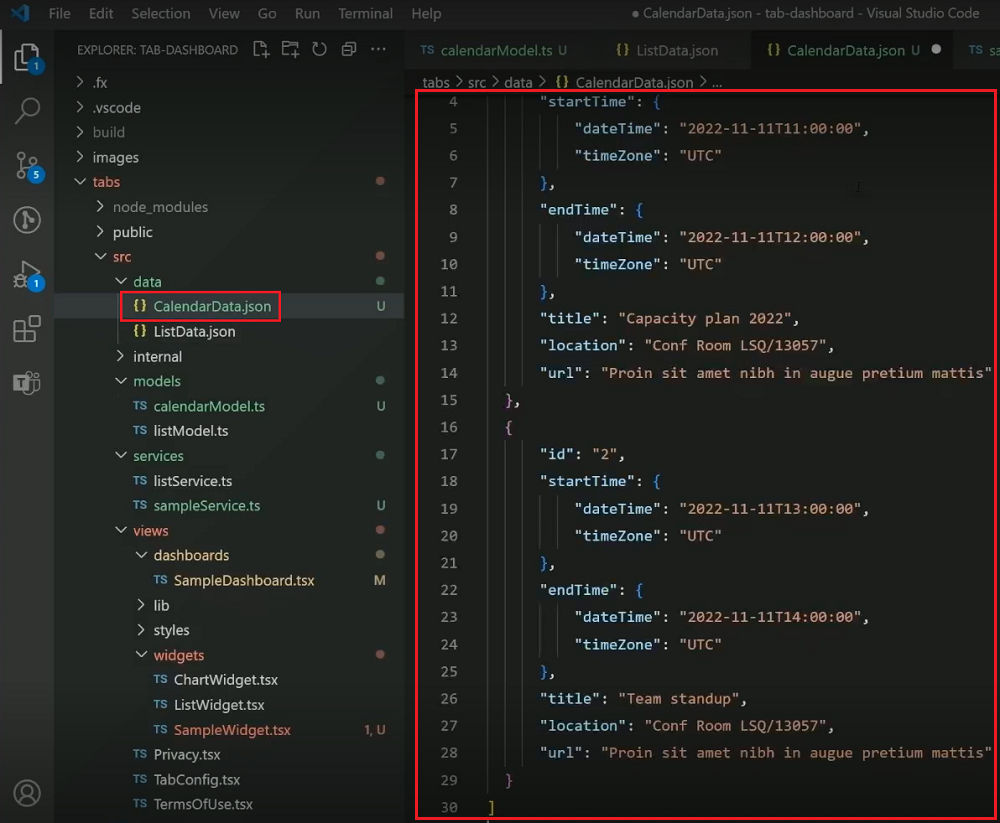 File Edit Selection View Go Run Terminal Help ● CalendarData.json - tab-dashboard - Visual Studio Code
EXPLORER: TAB-DASHBOARD
1
5
1
.fx
.vscode
build
images
tabs
node_modules
public
src
data
{} CalendarData.json U
{} ListData.json
internal
models
TS calendarModel.ts U
TS listModel.ts
services
TS listService.ts
TS sampleService.ts U
views
dashboards
TS SampleDashboard.tsx M
lib
styles
widgets
TS ChartWidget.tsx
TS ListWidget.tsx
TS SampleWidget.tsx 1, U
TS Privacy.tsx
TS TabConfig.tsx
TS TermsOfUse.tsx
TS calendarModel.ts U {} ListData.json {} CalendarData.json U ● TS sa
tabs > src > data > {} CalendarData.json > ...
4 "startTime": {
5 "dateTime": "2022-11-11T11:00:00",
6 "timeZone": "UTC"
7 },
8 "endTime": {
9 "dateTime": "2022-11-11T12:00:00",
10 "timeZone": "UTC"
11 },
12 "title": "Capacity plan 2022",
13 "location": "Conf Room LSQ/13057",
14 "url": "Proin sit amet nibh in augue pretium mattis"
15 },
16 {
17 "id": "2",
18 "startTime": {
19 "dateTime": "2022-11-11T13:00:00",
20 "timeZone": "UTC"
21 },
22 "endTime": {
23 "dateTime": "2022-11-11T14:00:00",
24 "timeZone": "UTC"
25 },
26 "title": "Team standup",
27 "location": "Conf Room LSQ/13057",
28 "url": "Proin sit amet nibh in augue pretium mattis"
29 }
30 ]